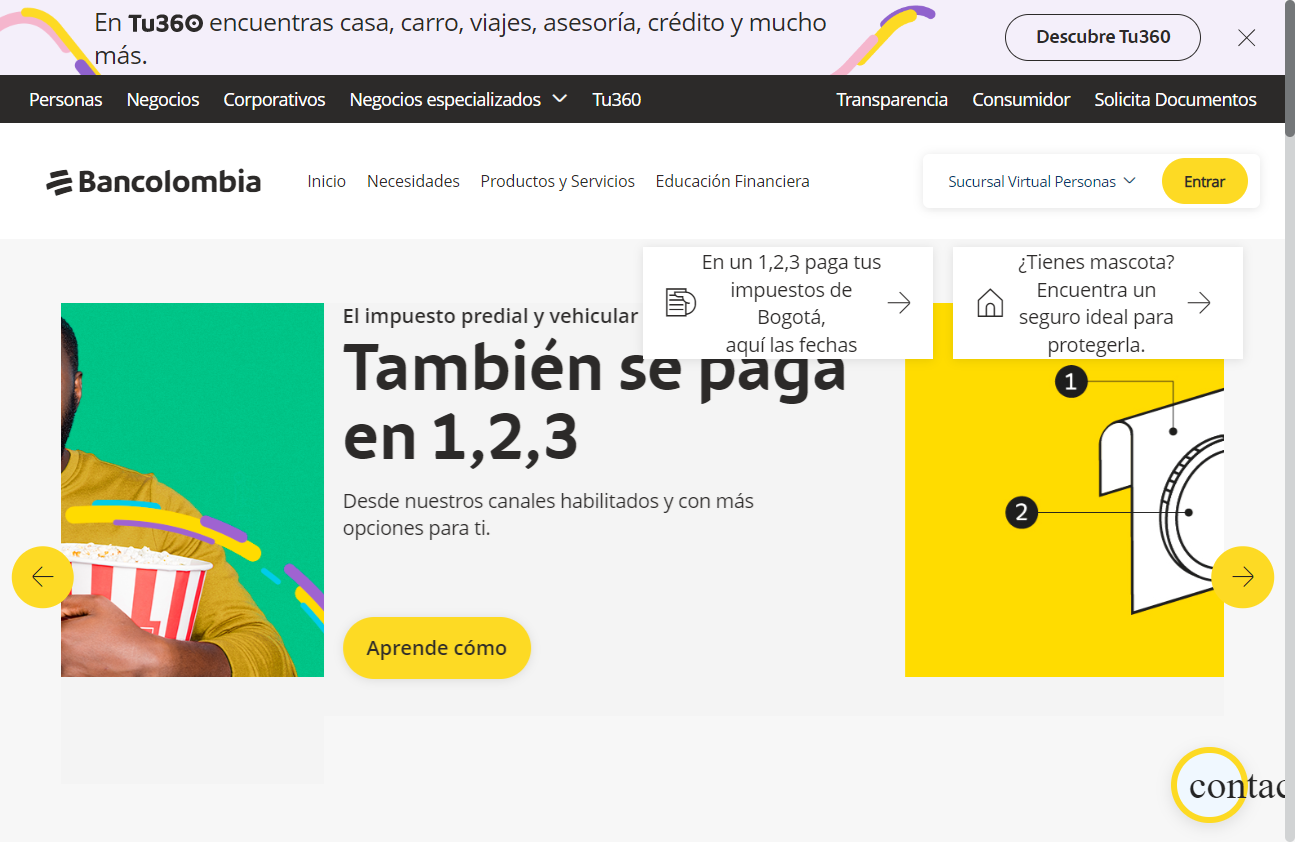 En Tu360 encuentras casa, carro, viajes, asesoría, crédito y mucho
más.
Descubre Tu360
Personas Negocios Corporativos Negocios especializados Tu360 Transparencia Consumidor Solicita Documentos
Bancolombia Inicio Necesidades Productos y Servicios Educación Financiera Sucursal Virtual Personas Entrar
En un 1,2,3 paga tus
impuestos de
Bogotá,
aquí las fechas
¿Tienes mascota?
Encuentra un
seguro ideal para
protegerla.
El impuesto predial y vehicular
También se paga
en 1,2,3
Desde nuestros canales habilitados y con más
opciones para ti.
Aprende cómo
1
2
contac